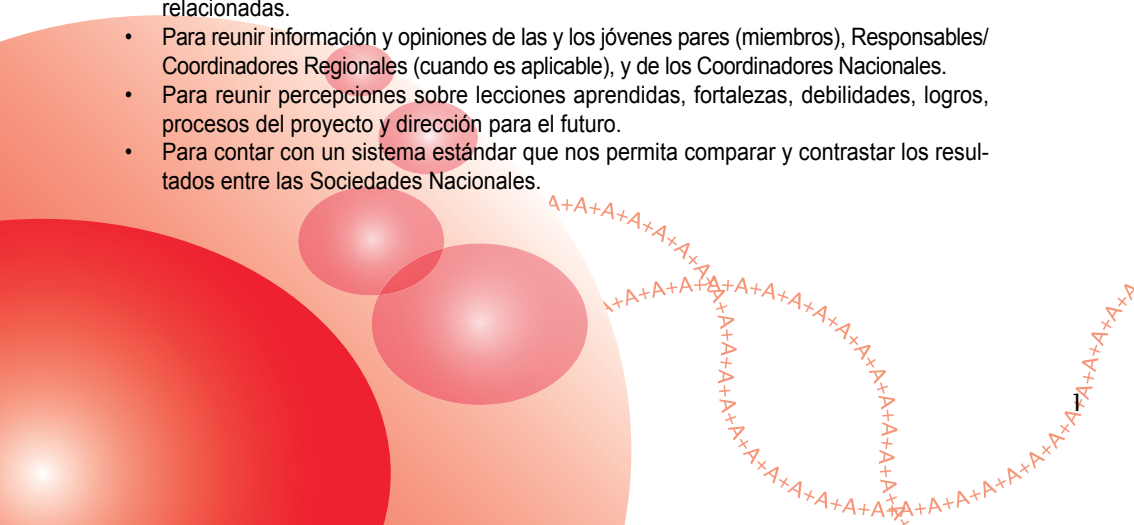 relacionadas.
• Para reunir información y opiniones de las y los jóvenes pares (miembros), Responsables/
Coordinadores Regionales (cuando es aplicable), y de los Coordinadores Nacionales.
• Para reunir percepciones sobre lecciones aprendidas, fortalezas, debilidades, logros,
procesos del proyecto y dirección para el futuro.
• Para contar con un sistema estándar que nos permita comparar y contrastar los resul-
tados entre las Sociedades Nacionales.
1